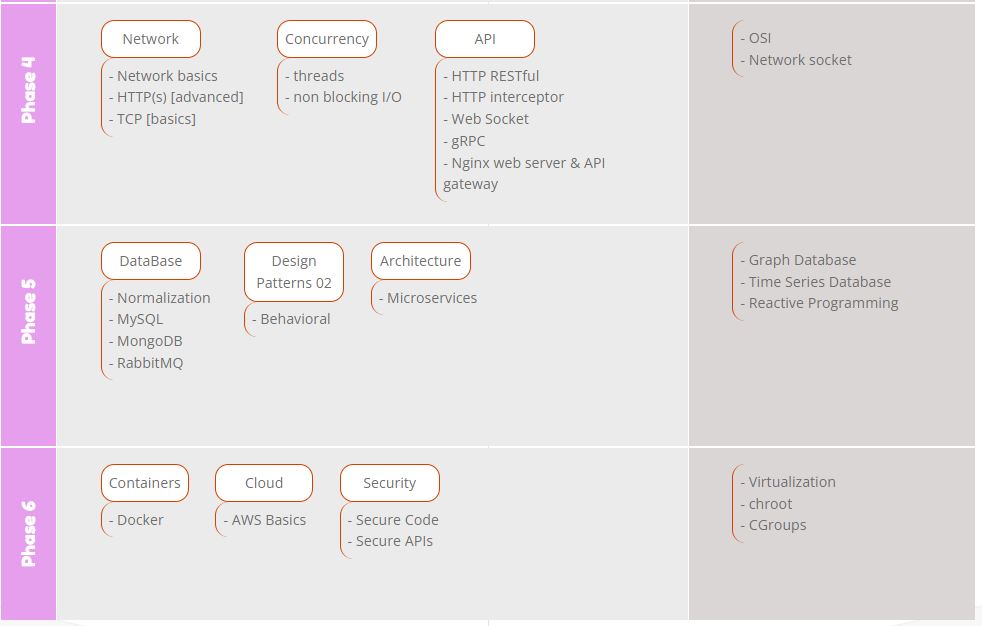 Phase 4
Network
- Network basics
- HTTP(s) [advanced]
- TCP [basics]
Concurrency
- threads
- non blocking I/O
API
- HTTP RESTful
- HTTP interceptor
- Web Socket
- gRPC
- Nginx web server & API
gateway
- OSI
- Network socket
Phase 5
DataBase
- Normalization
- MySQL
- MongoDB
- RabbitMQ
Design
Patterns 02
- Behavioral
Architecture
- Microservices
- Graph Database
- Time Series Database
- Reactive Programming
Phase 6
Containers
- Docker
Cloud
- AWS Basics
Security
- Secure Code
- Secure APIs
- Virtualization
- chroot
- CGroups